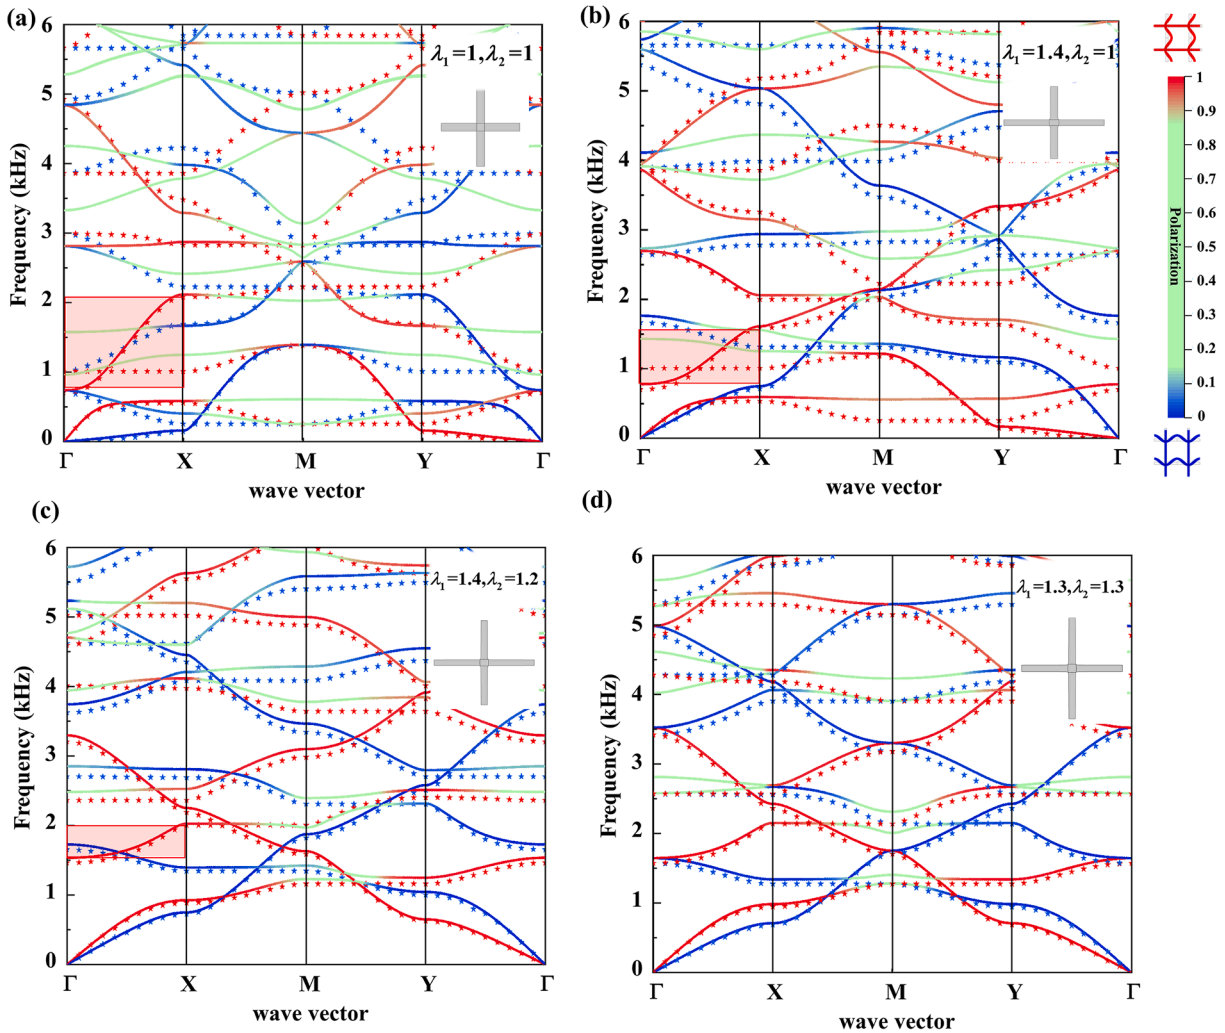 (a)
6
5
4
3
2
1
0
Frequency (kHz)
λ1=1,λ2=1
Γ X M Y Γ
wave vector
(b)
6
5
4
3
2
1
0
Frequency (kHz)
λ1=1.4,λ2=1
Γ X M Y Γ
wave vector
1
0.9
0.8
0.7
0.6
0.5
0.4
0.3
0.2
0.1
0
Polarization
(c)
6
5
4
3
2
1
0
Frequency (kHz)
λ1=1.4,λ2=1.2
Γ X M Y Γ
wave vector
(d)
6
5
4
3
2
1
0
Frequency (kHz)
λ1=1.3,λ2=1.3
Γ X M Y Γ
wave vector